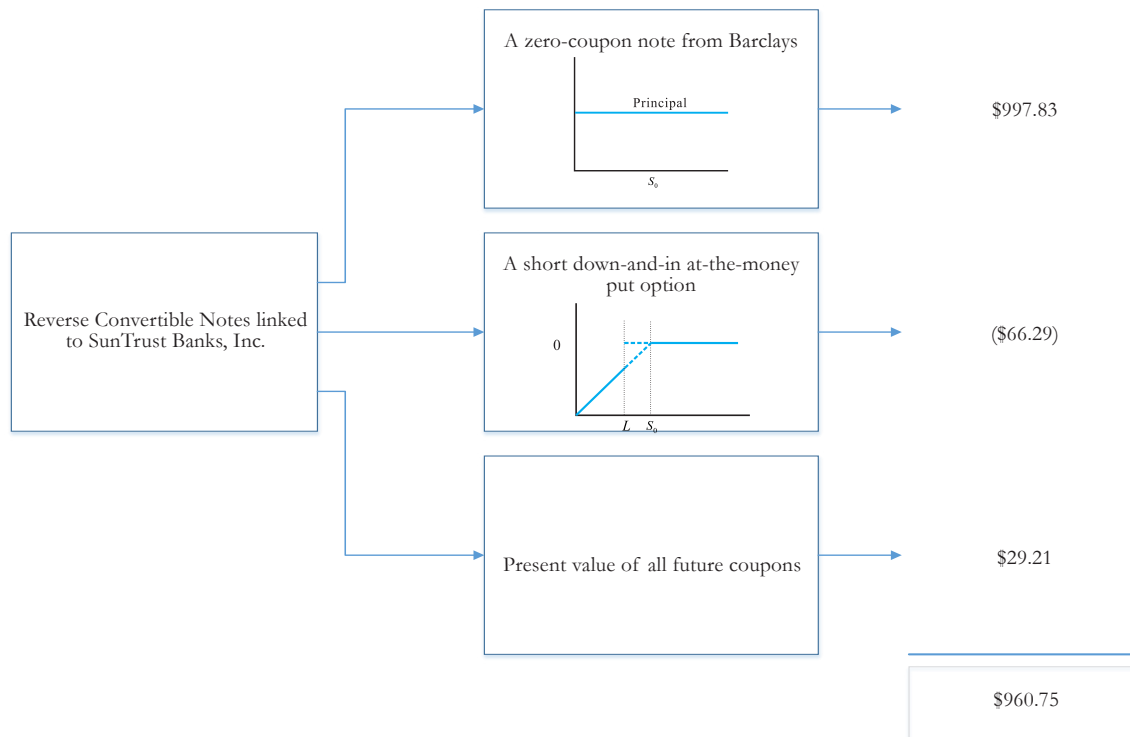 A zero-coupon note from Barclays
Principal
S₀
$997.83
Reverse Convertible Notes linked
to SunTrust Banks, Inc.
A short down-and-in at-the-money
put option
0
L S₀
($66.29)
Present value of all future coupons
$29.21
$960.75